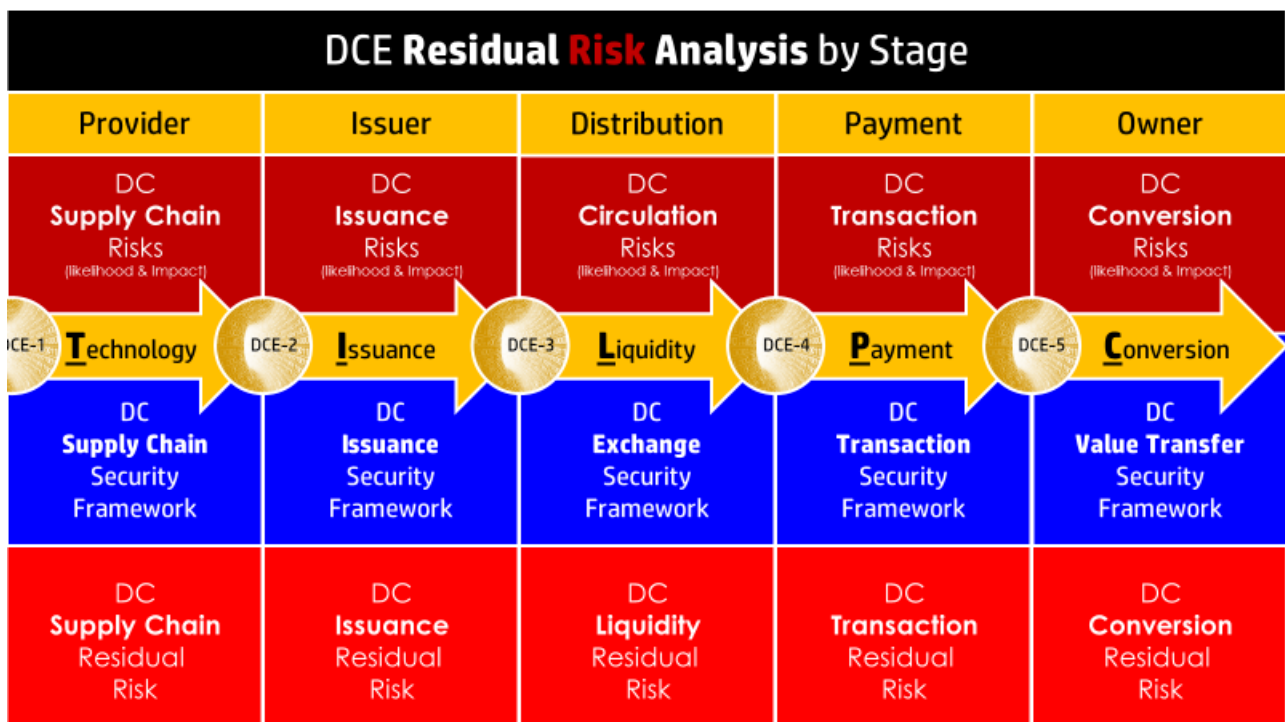 DCE Residual Risk Analysis by Stage
Provider
Issuer
Distribution
Payment
Owner
DC
Supply Chain
Risks
(likelihood & Impact)
DC
Issuance
Risks
(likelihood & Impact)
DC
Circulation
Risks
(likelihood & Impact)
DC
Transaction
Risks
(likelihood & Impact)
DC
Conversion
Risks
(likelihood & Impact)
DCE-1
Technology
DCE-2
Issuance
DCE-3
Liquidity
DCE-4
Payment
DCE-5
Conversion
DC
Supply Chain
Security
Framework
DC
Issuance
Security
Framework
DC
Exchange
Security
Framework
DC
Transaction
Security
Framework
DC
Value Transfer
Security
Framework
DC
Supply Chain
Residual
Risk
DC
Issuance
Residual
Risk
DC
Liquidity
Residual
Risk
DC
Transaction
Residual
Risk
DC
Conversion
Residual
Risk